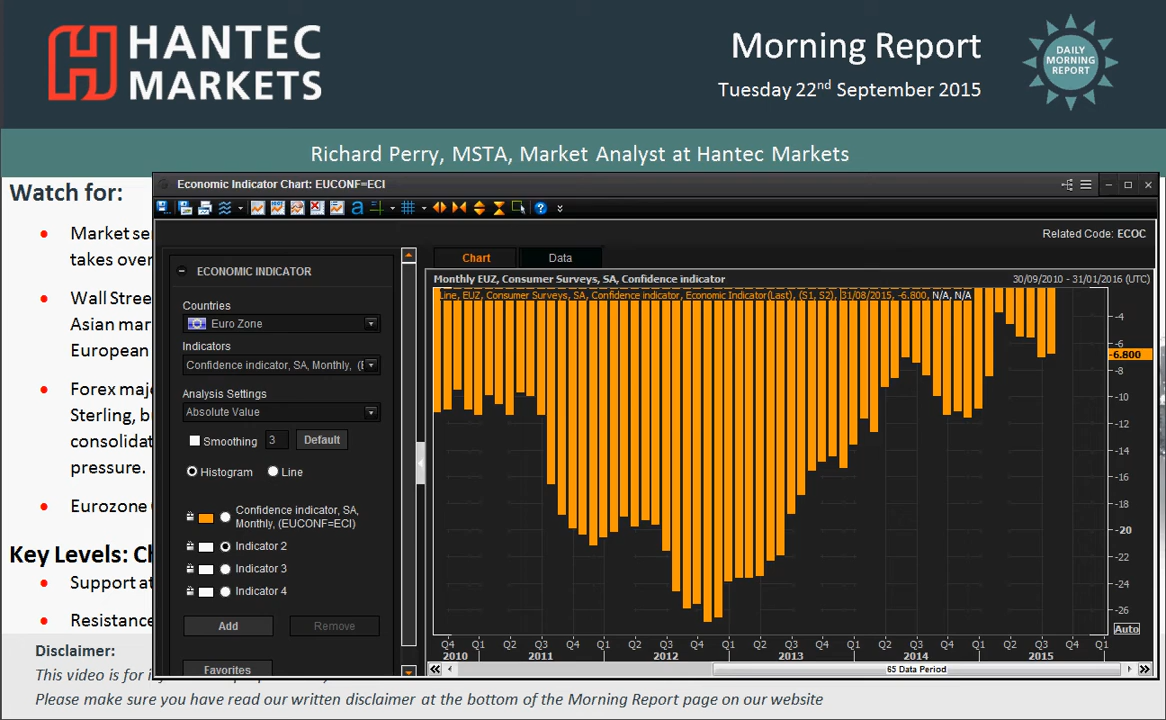 HANTEC
MARKETS
Morning Report
Tuesday 22nd September 2015
DAILY
MORNING
REPORT
Richard Perry, MSTA, Market Analyst at Hantec Markets
Watch for:
Market se
takes over
Wall Stree
Asian mar
European
Forex majo
Sterling, b
consolidat
pressure.
Eurozone
Key Levels: Ch
Support at
Resistance
Economic Indicator Chart: EUCONF=ECI
Related Code: ECOC
ECONOMIC INDICATOR
Countries
Euro Zone
Indicators
Confidence indicator, SA, Monthly, (E
Analysis Settings
Absolute Value
Smoothing 3 Default
Histogram Line
Confidence indicator, SA,
Monthly, (EUCONF=ECI)
Indicator 2
Indicator 3
Indicator 4
Add Remove
Favorites
Chart Data
Monthly EUZ, Consumer Surveys, SA, Confidence indicator 30/09/2010 - 31/01/2016 (UTC)
Line, EUZ, Consumer Surveys, SA, Confidence indicator, Economic Indicator(Last), (S1, S2), 31/08/2015, -6.800, N/A, N/A
-4
-6
-6.800
-8
-10
-12
-14
-16
-18
-20
-22
-24
-26
Auto
Q4 Q1 Q2 Q3 Q4 Q1 Q2 Q3 Q4 Q1 Q2 Q3 Q4 Q1 Q2 Q3 Q4 Q1 Q2 Q3 Q4 Q1
2010 2011 2012 2013 2014 2015
65 Data Period
Disclaimer:
This video is for i
Please make sure you have read our written disclaimer at the bottom of the Morning Report page on our website